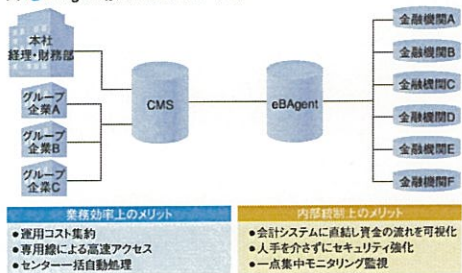 本社
経理・財務部
グループ
企業A
グループ
企業B
グループ
企業C
CMS
eBAgent
金融機関A
金融機関B
金融機関C
金融機関D
金融機関E
金融機関F
業務効率上のメリット
●運用コスト集約
●専用線による高速アクセス
●センター一括自動処理
内部統制上のメリット
●会計システムに直結し資金の流れを可視化
●人手を介さずにセキュリティ強化
●一点集中モニタリング監視